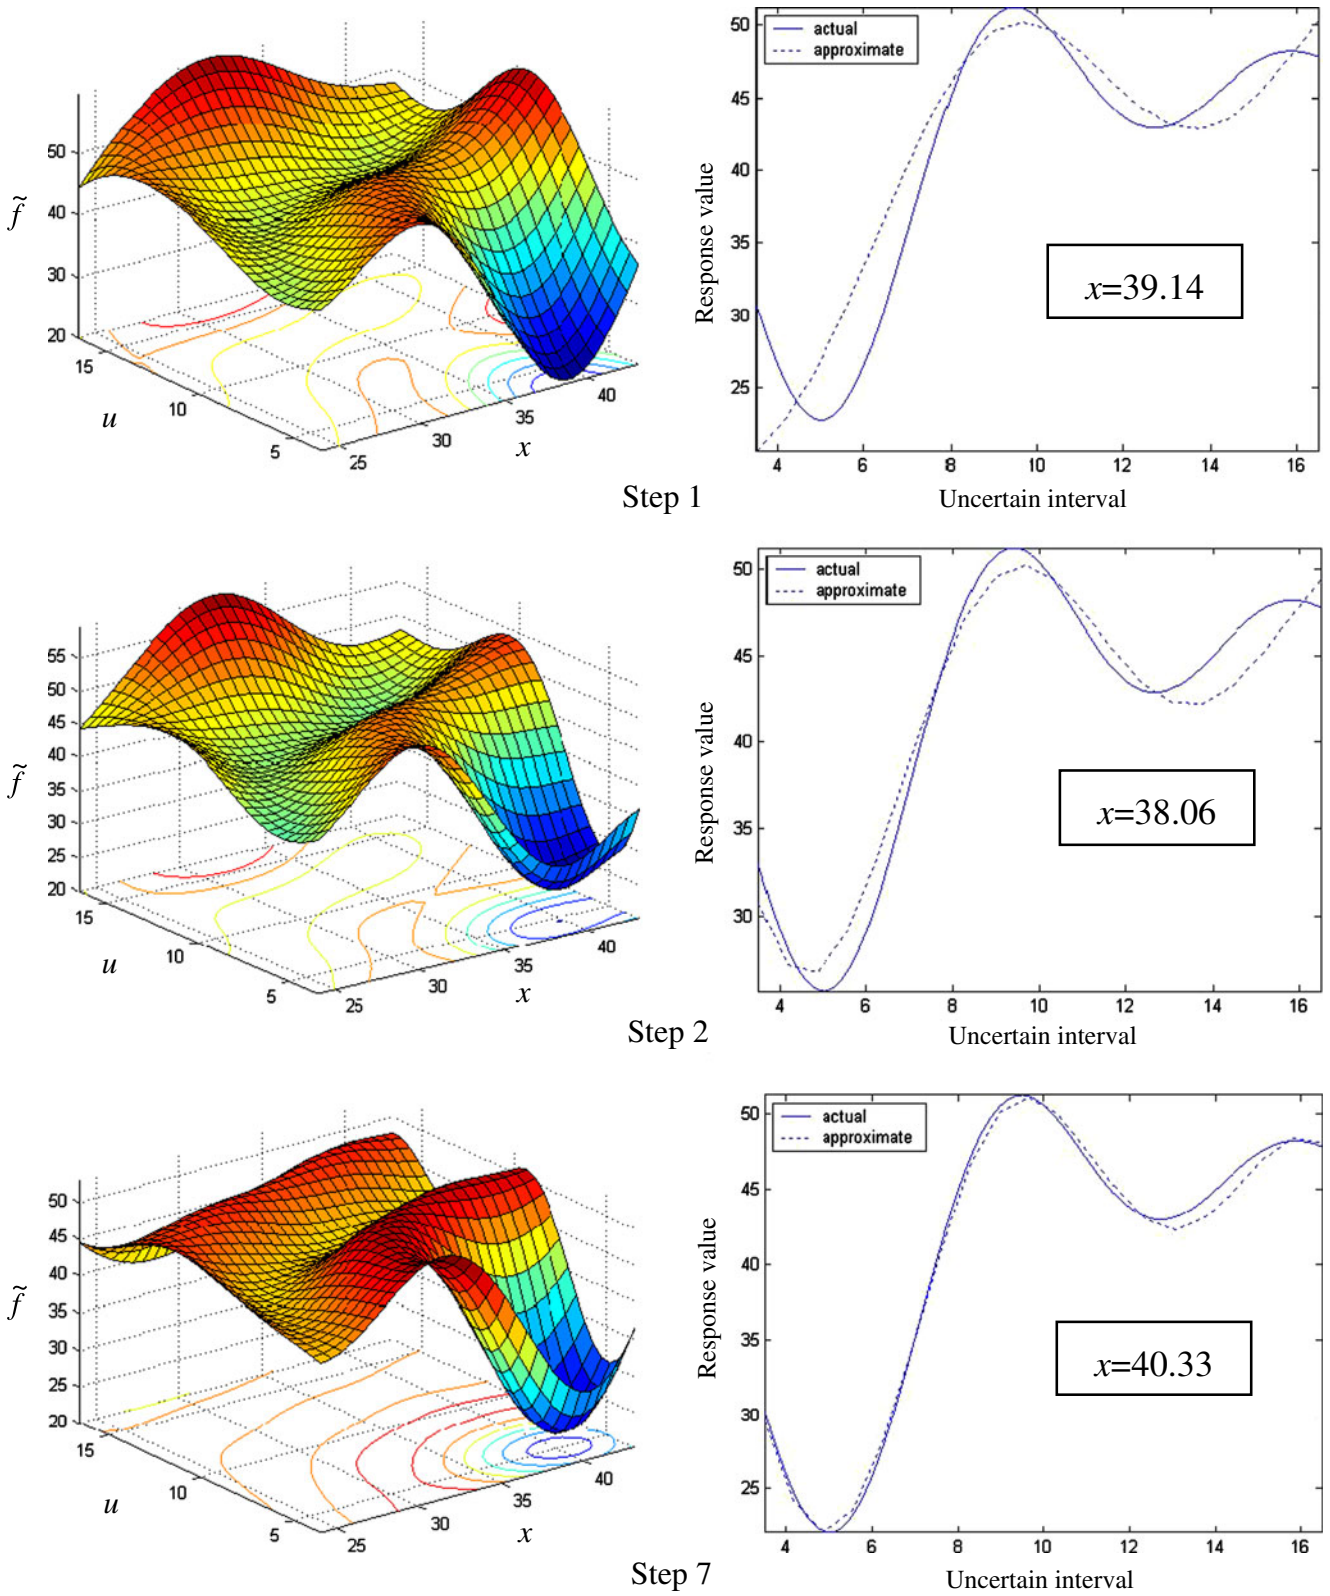 f̃
50
40
30
20
15
10
5
u
25
30
35
40
x
actual
approximate
50
45
40
35
30
25
4
6
8
10
12
14
16
Response value
x=39.14
Uncertain interval
Step 1
f̃
55
50
45
40
35
30
25
20
15
10
5
u
25
30
35
40
x
actual
approximate
50
45
40
35
30
4
6
8
10
12
14
16
Response value
x=38.06
Uncertain interval
Step 2
f̃
50
45
40
35
30
25
20
15
10
5
u
25
30
35
40
x
actual
approximate
50
45
40
35
30
25
4
6
8
10
12
14
16
Response value
x=40.33
Uncertain interval
Step 7